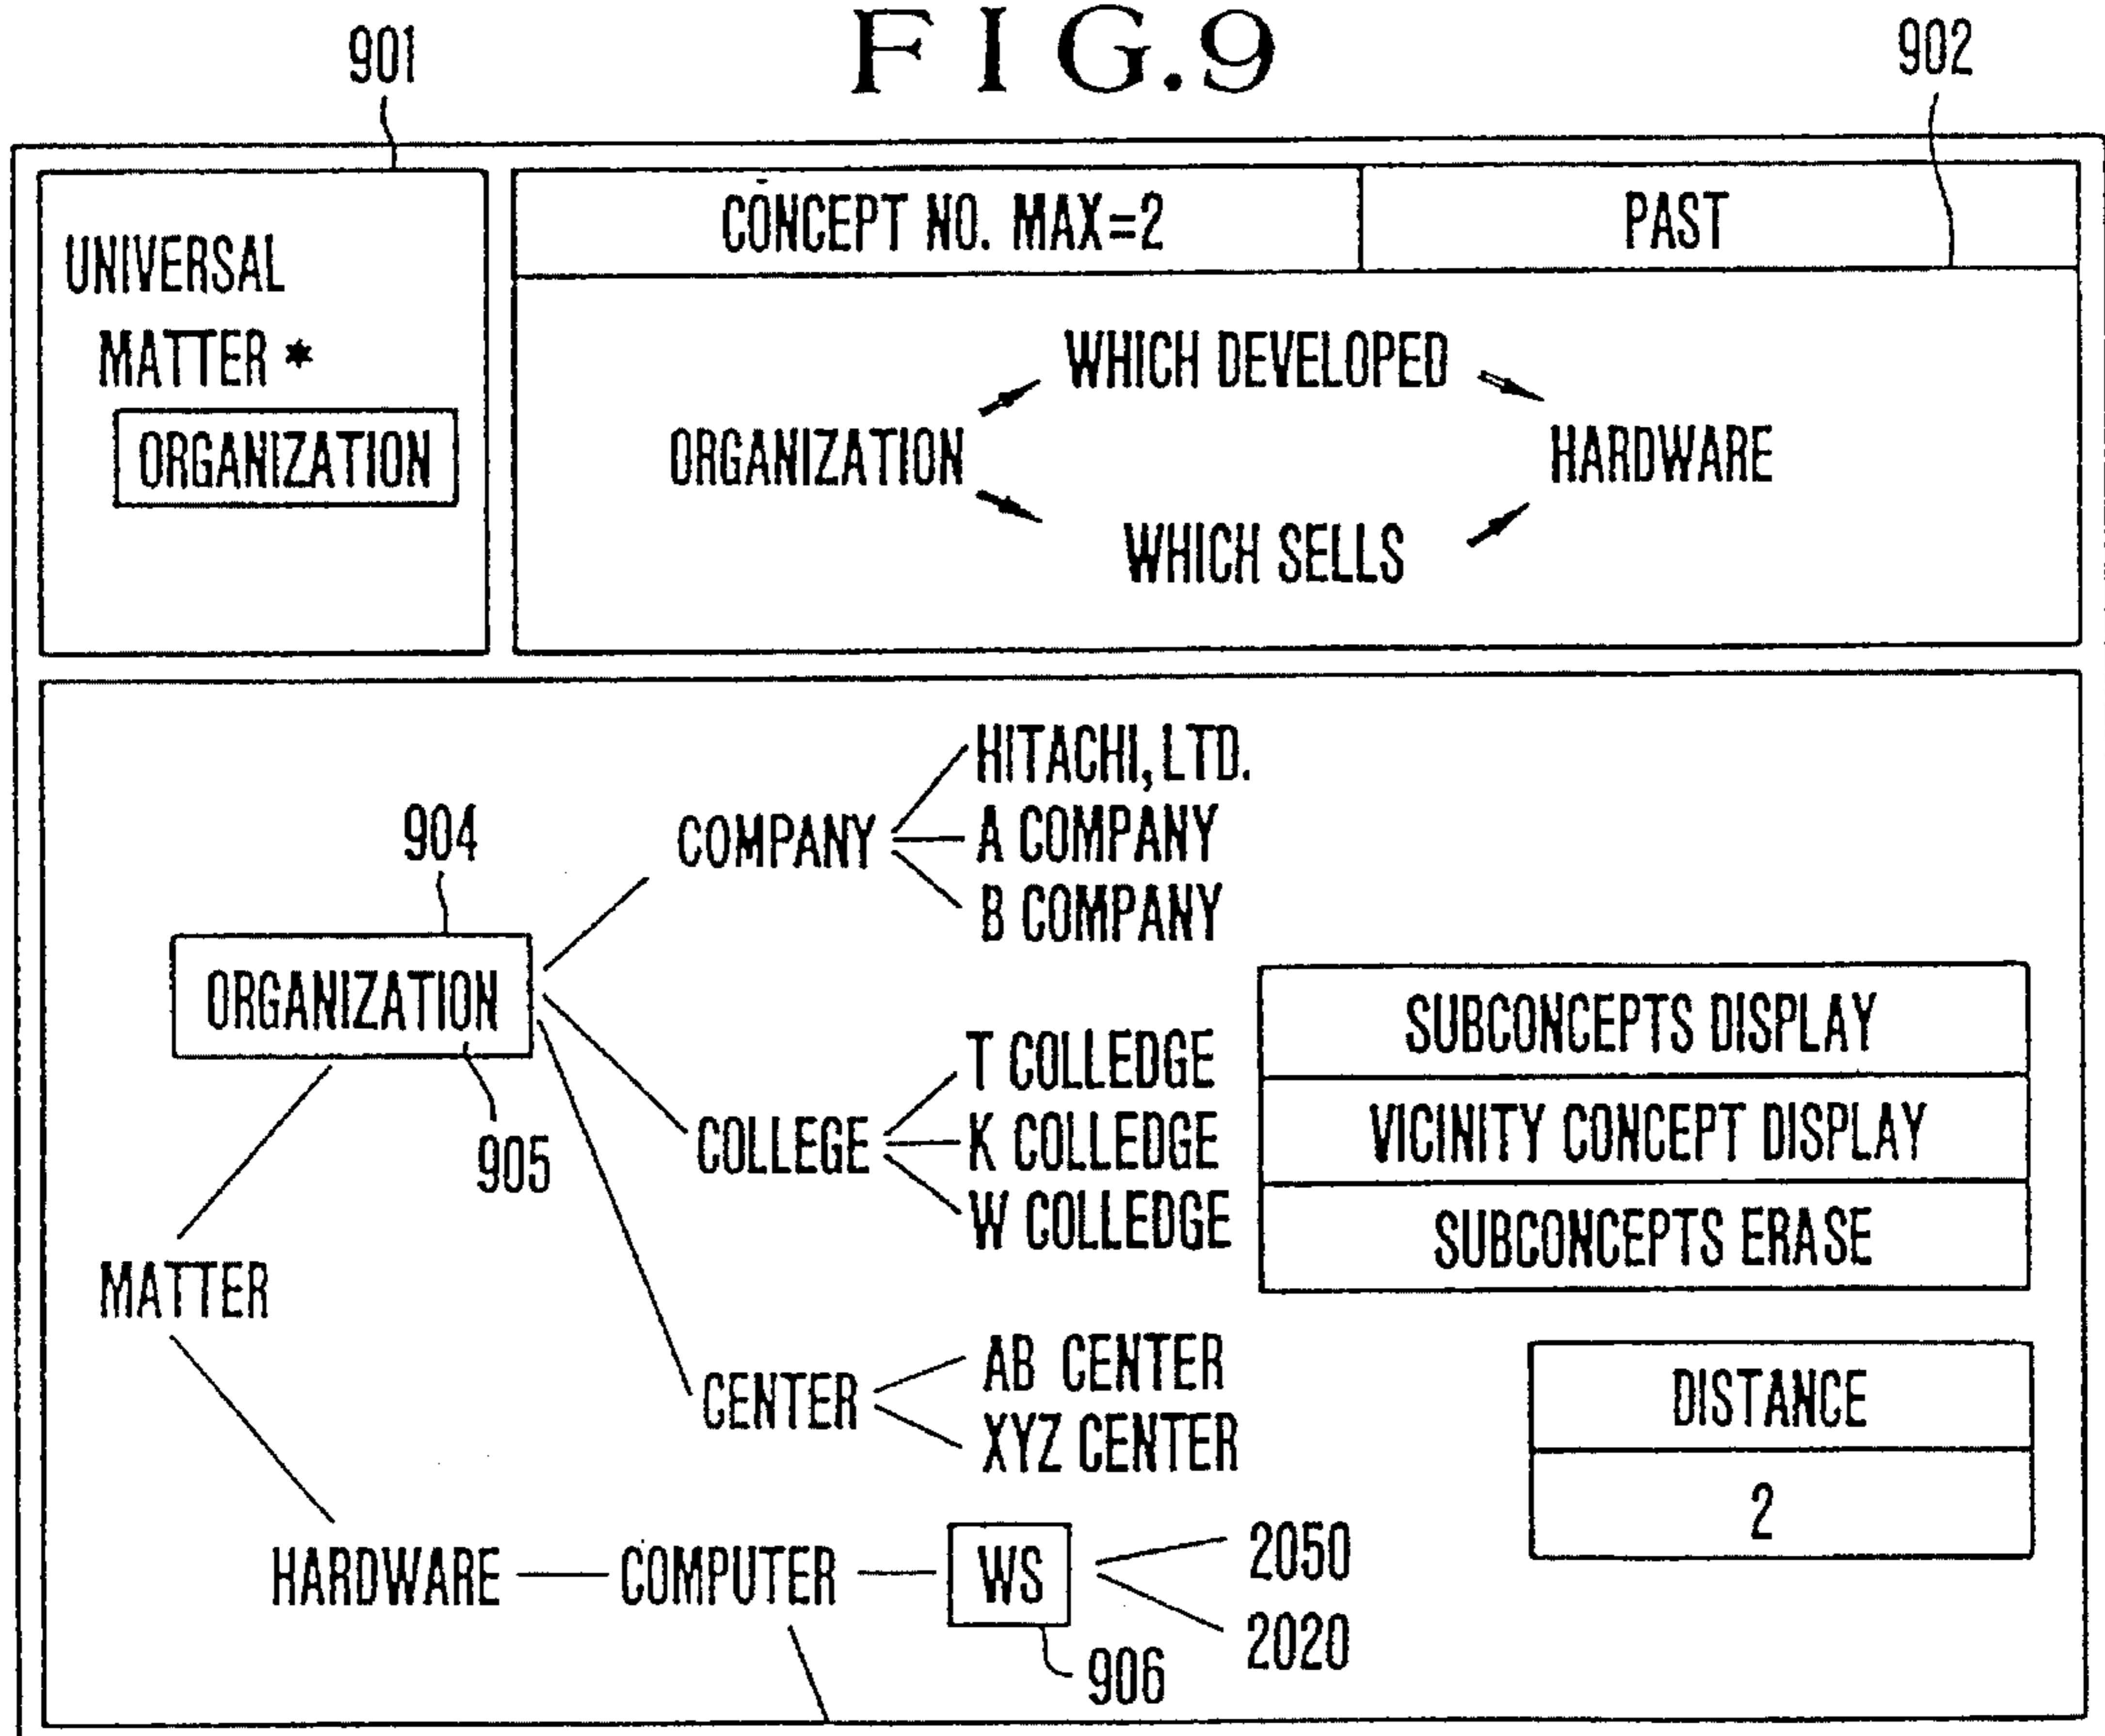 FIG.9
901
902
UNIVERSAL
MATTER *
ORGANIZATION
CONCEPT NO. MAX=2
PAST
WHICH DEVELOPED
ORGANIZATION
HARDWARE
WHICH SELLS
HITACHI, LTD.
COMPANY
A COMPANY
B COMPANY
904
ORGANIZATION
905
T COLLEDGE
COLLEGE
K COLLEDGE
W COLLEDGE
SUBCONCEPTS DISPLAY
VICINITY CONCEPT DISPLAY
SUBCONCEPTS ERASE
MATTER
AB CENTER
CENTER
XYZ CENTER
DISTANCE
2
HARDWARE
COMPUTER
WS
2050
2020
906